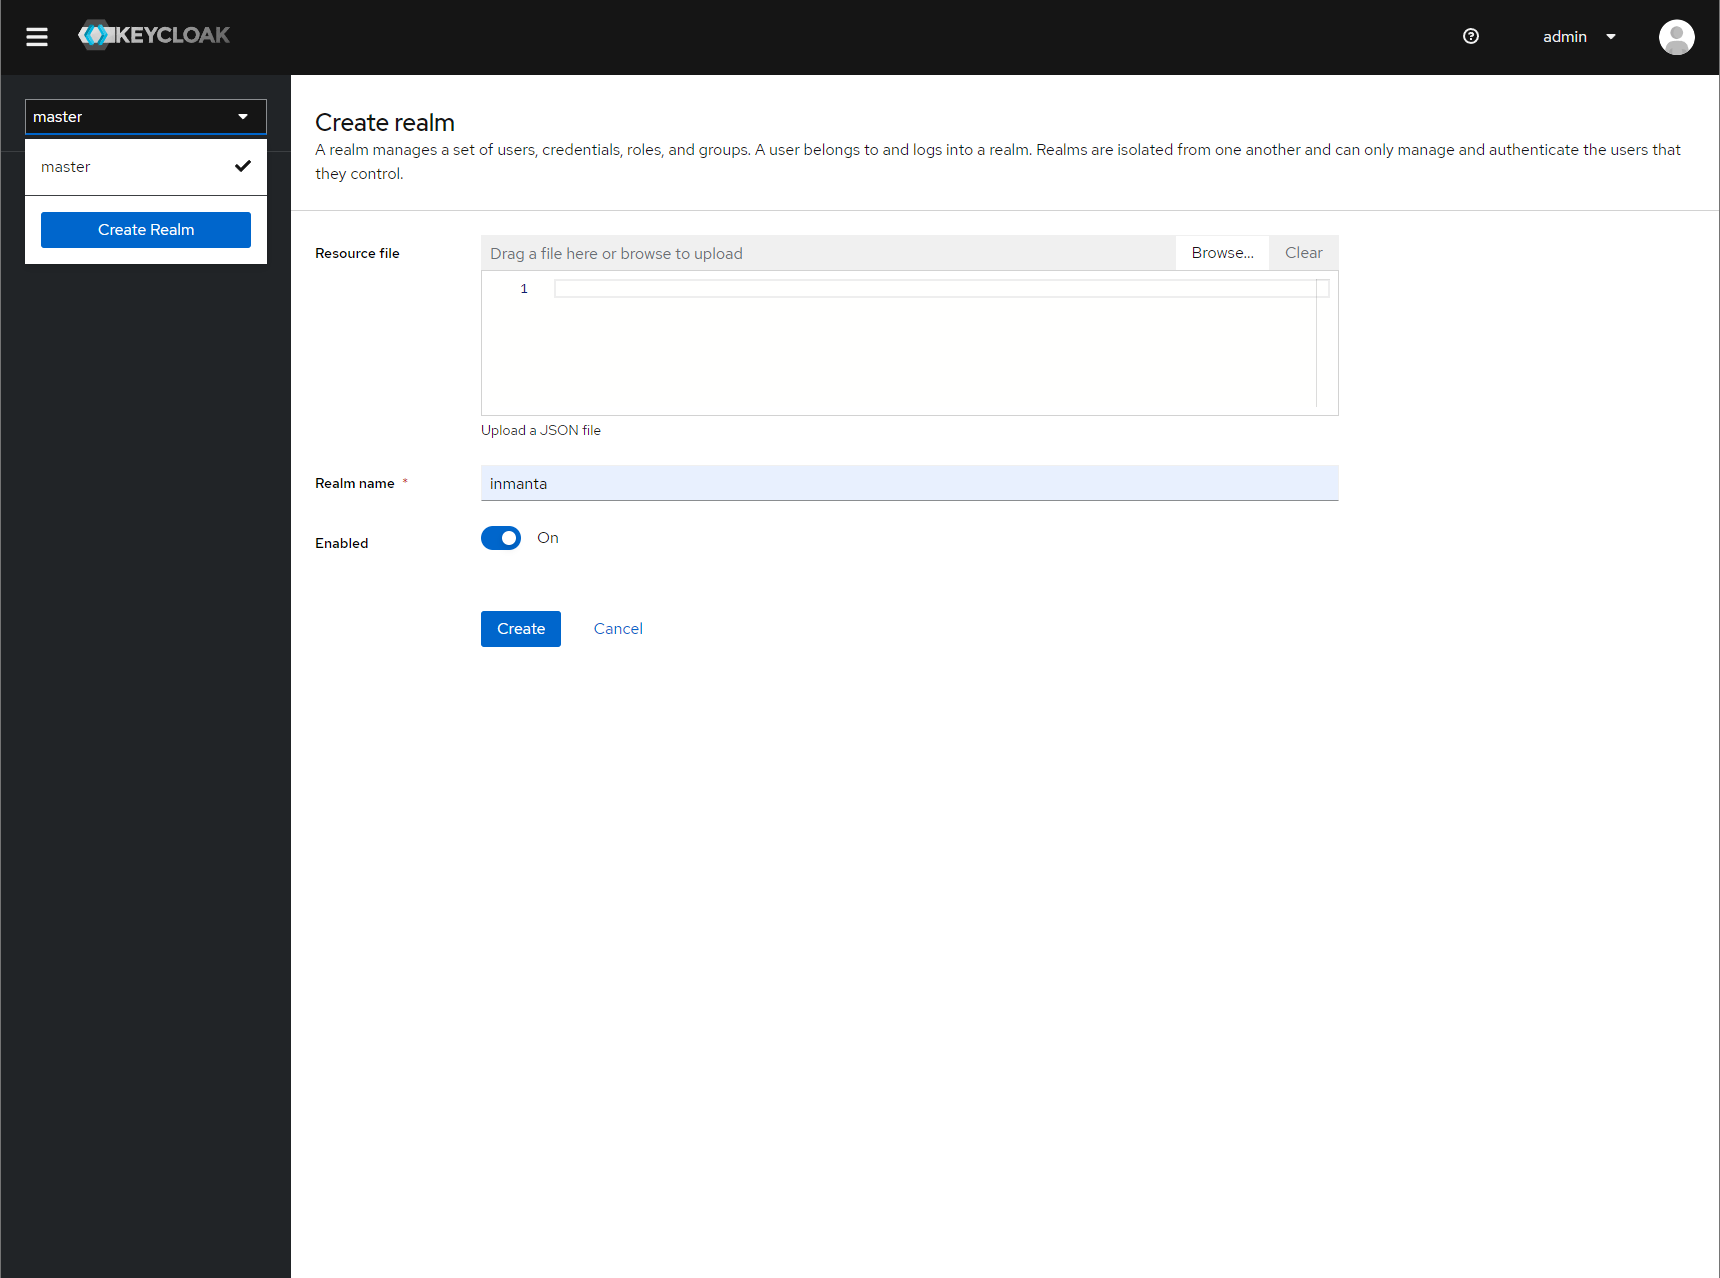 KEYCLOAK
admin
master
master
Create Realm
Create realm
A realm manages a set of users, credentials, roles, and groups. A user belongs to and logs into a realm. Realms are isolated from one another and can only manage and authenticate the users that
they control.
Resource file
Drag a file here or browse to upload
Browse...
Clear
1
Upload a JSON file
Realm name *
inmanta
Enabled
On
Create
Cancel